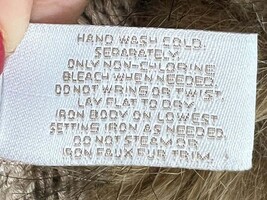 HAND WASH COLD.
SEPARATELY.
ONLY NON-CHLORINE
BLEACH WHEN NEEDED.
DO NOT WRING OR TWIST.
LAY FLAT TO DRY.
IRON BODY ON LOWEST
SETTING IRON AS NEEDED.
DO NOT STEAM OR
IRON FAUX FUR TRIM.